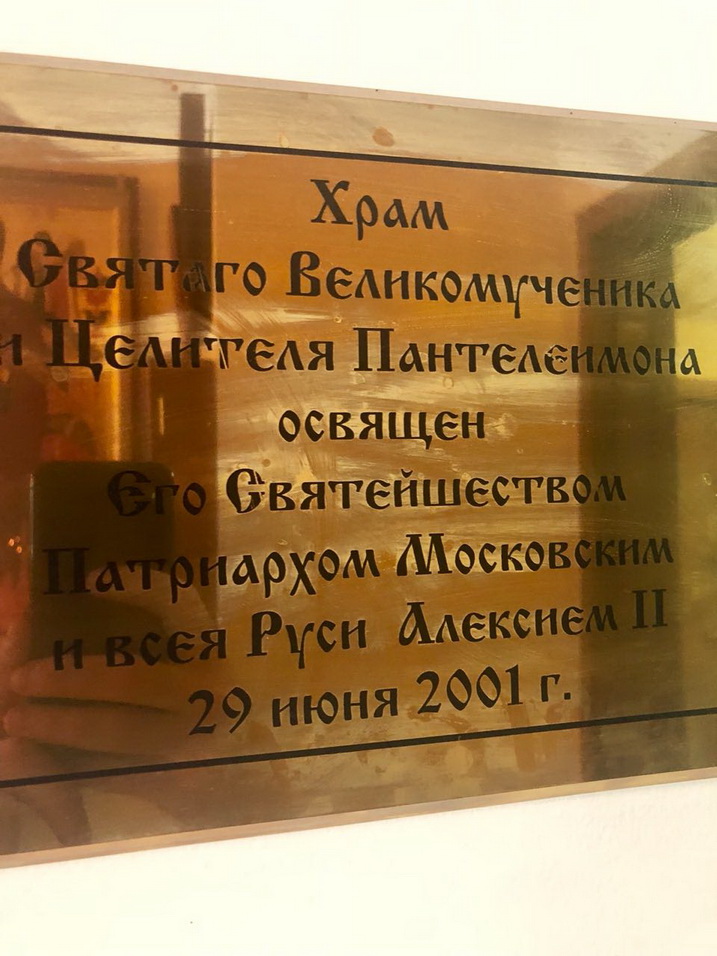 Храм
Святаго Великомученика
и Целителя Пантелеимона
освящен
Его Святейшеством
Патриархом Московским
и всея Руси Алексием II
29 июня 2001 г.